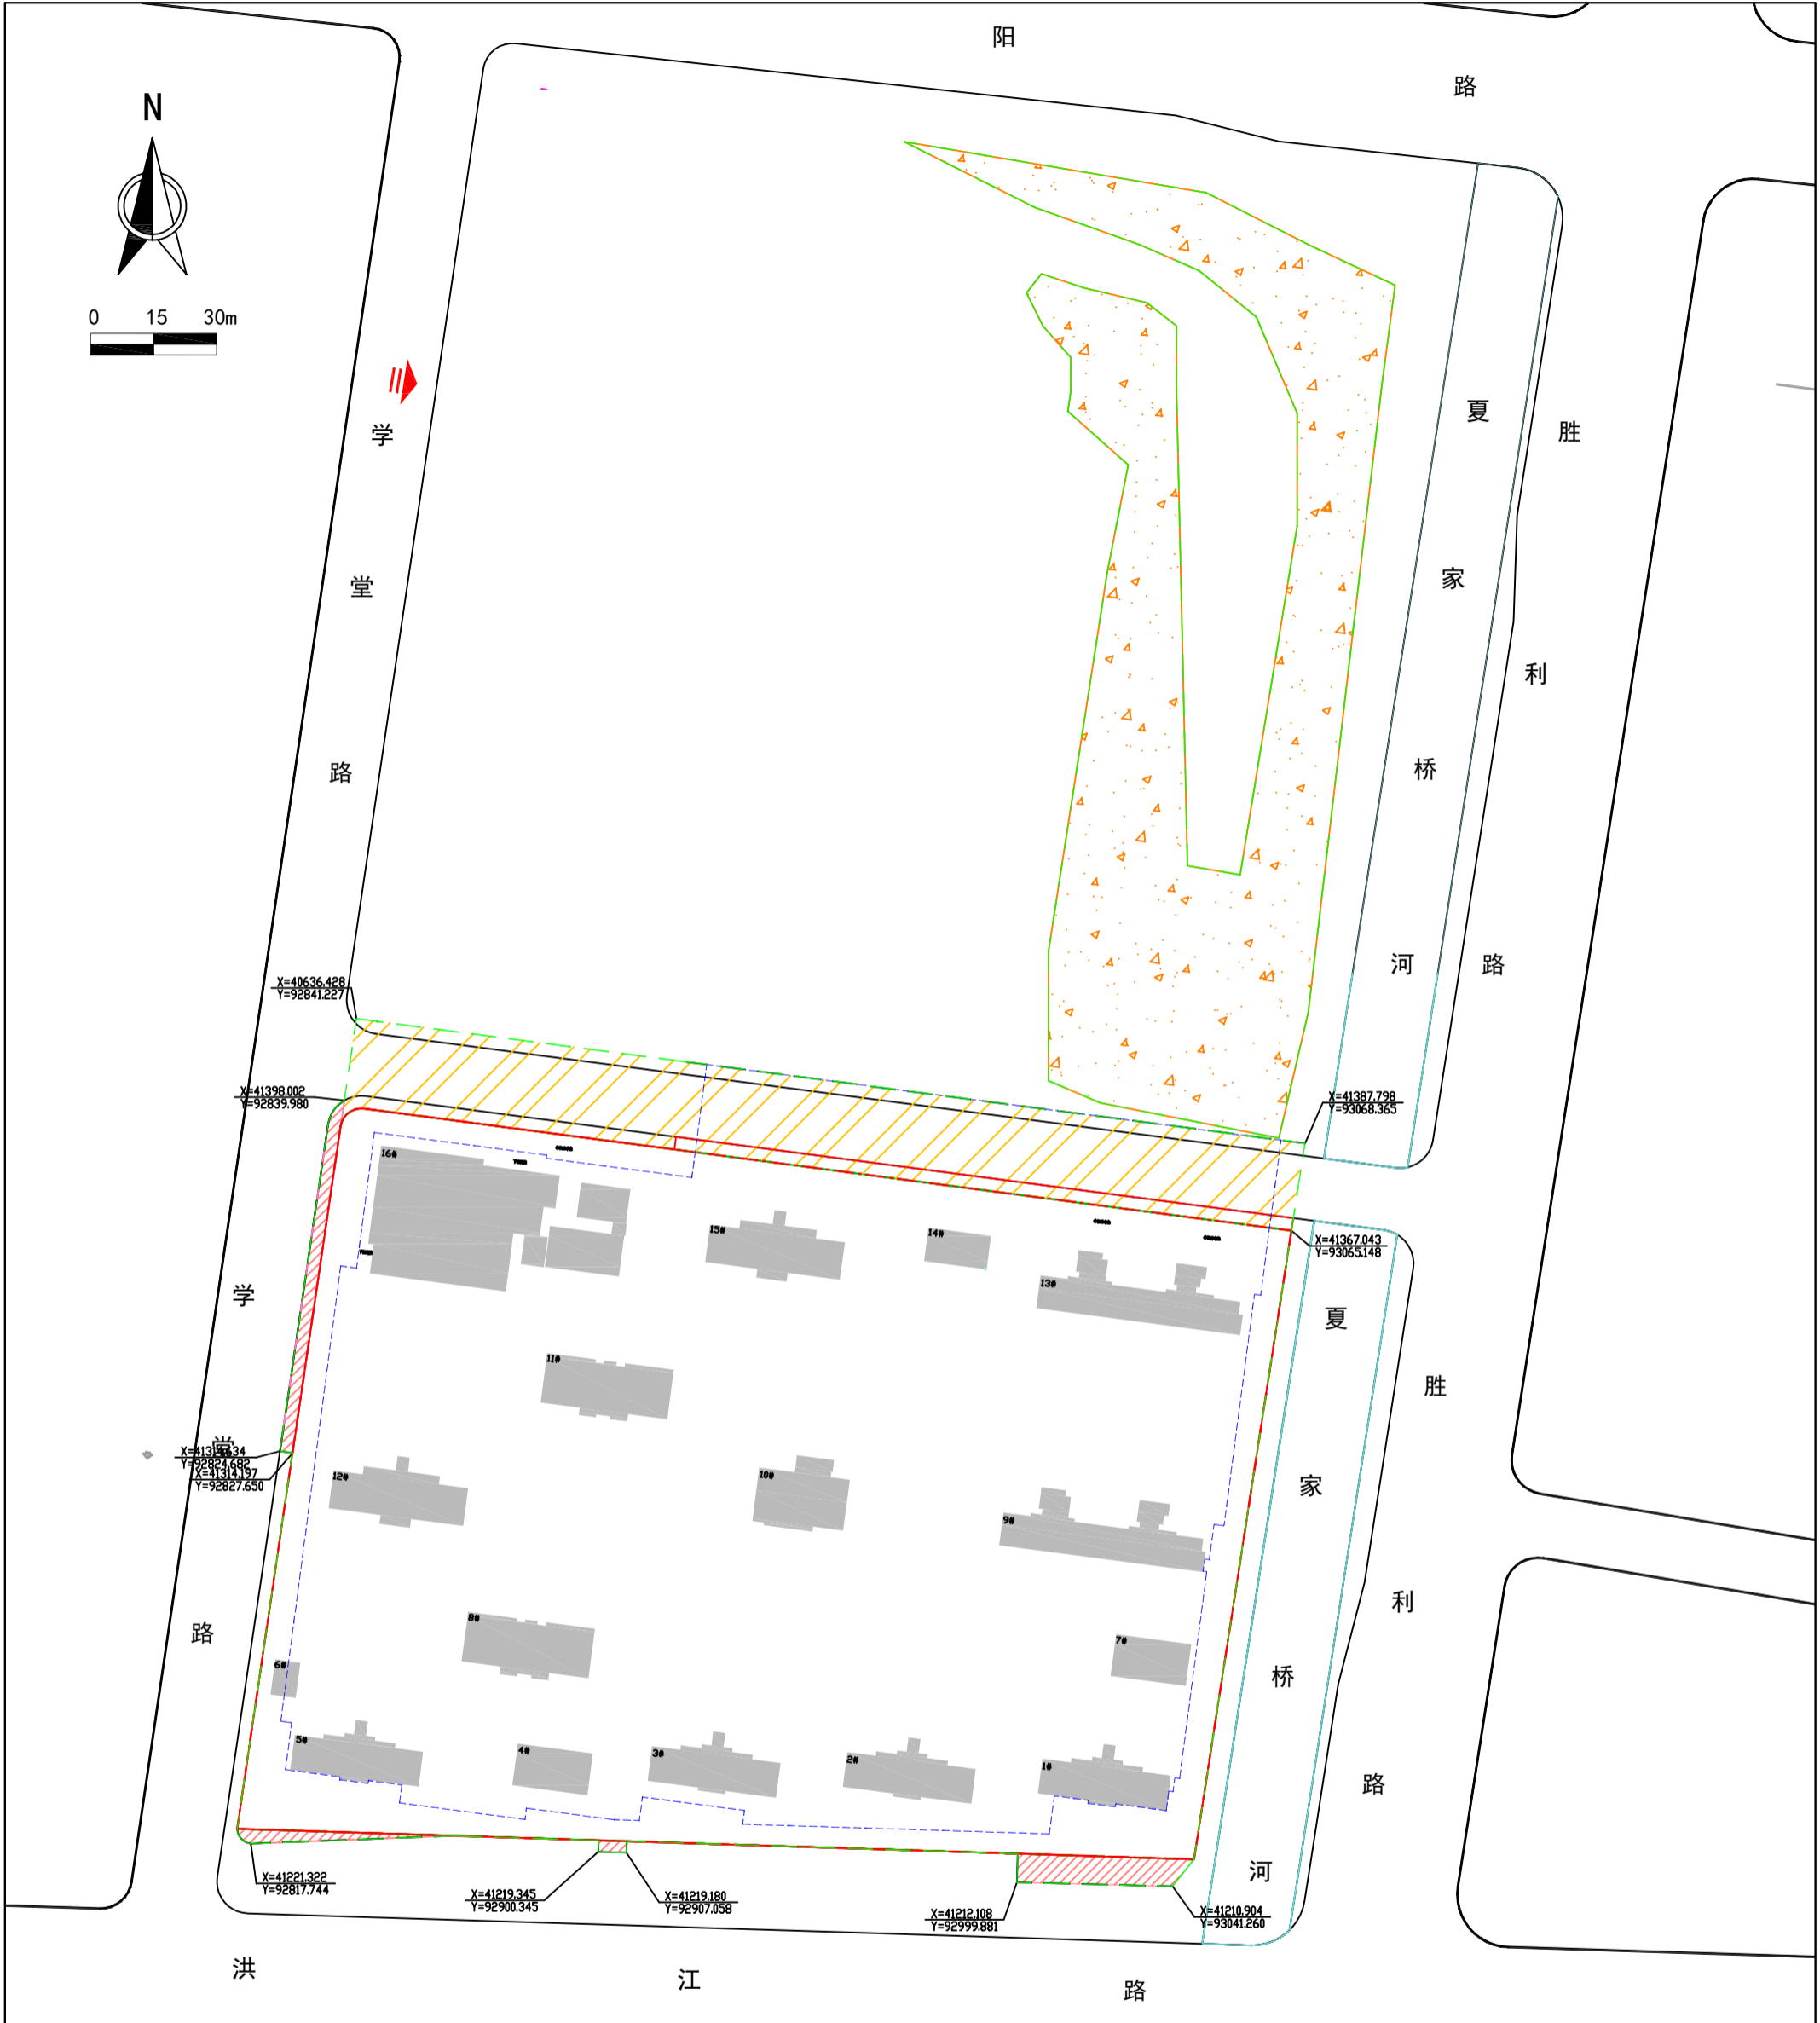 阳
路
N
0 15 30m
学
堂
路
夏
家
桥
河
胜
利
路
X=40636.428
Y=92841.227
X=41398.002
Y=92839.980
X=41387.798
Y=93068.365
X=41367.043
Y=93065.148
16#
15#
14#
13#
11#
12#
10#
9#
8#
7#
6#
5#
4#
3#
2#
1#
学
堂
路
Y=92824.682
X=41314.197
Y=92827.650
夏
家
桥
河
胜
利
路
X=41221.322
Y=92817.744
X=41219.345
Y=92900.345
X=41219.180
Y=92907.058
X=41212.108
Y=92999.881
X=41210.904
Y=93041.260
洪
江
路